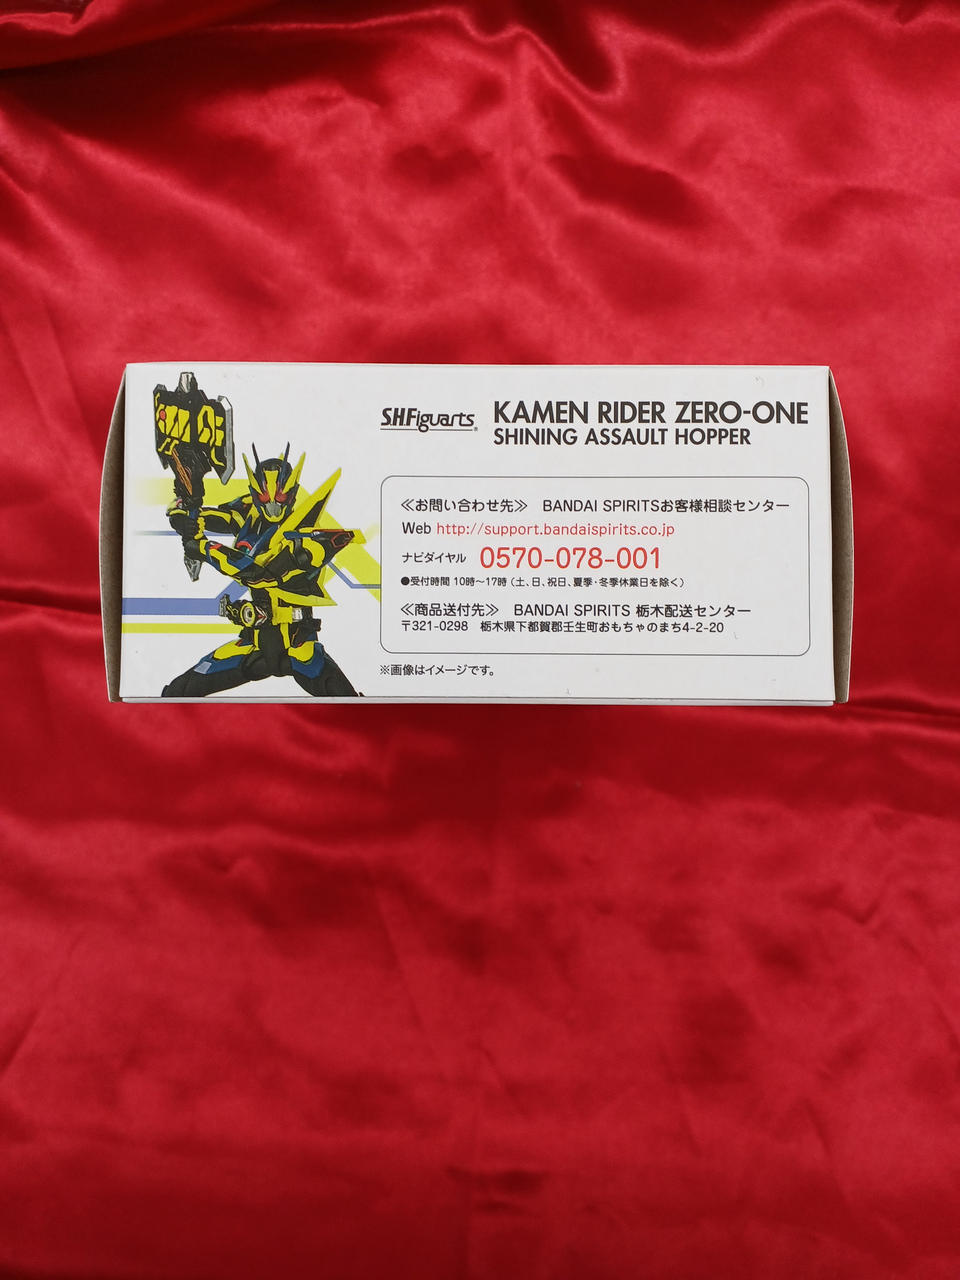 S.H.Figuarts®
KAMEN RIDER ZERO-ONE
SHINING ASSAULT HOPPER
≪お問い合わせ先≫ BANDAI SPIRITSお客様相談センター
Web http://support.bandaispirits.co.jp
ナビダイヤル 0570-078-001
●受付時間 10時〜17時（土、日、祝日、夏季・冬季休業日を除く）
≪商品送付先≫ BANDAI SPIRITS 栃木配送センター
〒321-0298 栃木県下都賀郡壬生町おもちゃのまち4-2-20
※画像はイメージです。